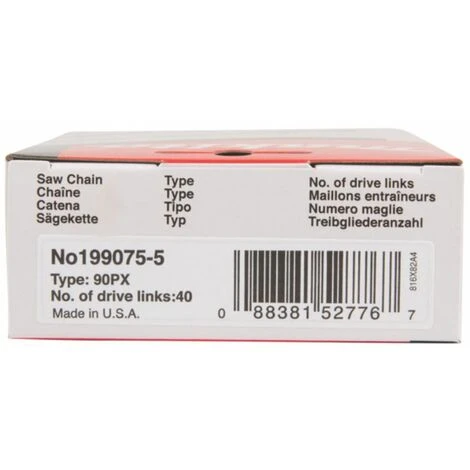 Saw Chain Type No. of drive links
Chaîne Type Maillons entraîneurs
Catena Tipo Numero maglie
Sägekette Typ Treibgliederanzahl
No199075-5
Type: 90PX
No. of drive links:40
Made in U.S.A.
0 88381 52776 7
816X82A4